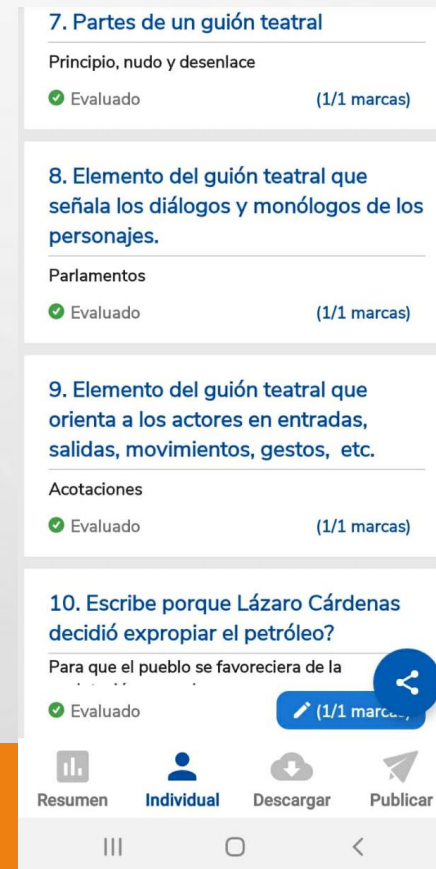 7. Partes de un guión teatral
Principio, nudo y desenlace
Evaluado (1/1 marcas)
8. Elemento del guión teatral que
señala los diálogos y monólogos de los
personajes.
Parlamentos
Evaluado (1/1 marcas)
9. Elemento del guión teatral que
orienta a los actores en entradas,
salidas, movimientos, gestos, etc.
Acotaciones
Evaluado (1/1 marcas)
10. Escribe porque Lázaro Cárdenas
decidió expropiar el petróleo?
Para que el pueblo se favoreciera de la
Evaluado (1/1
Resumen Individual Descargar Publicar